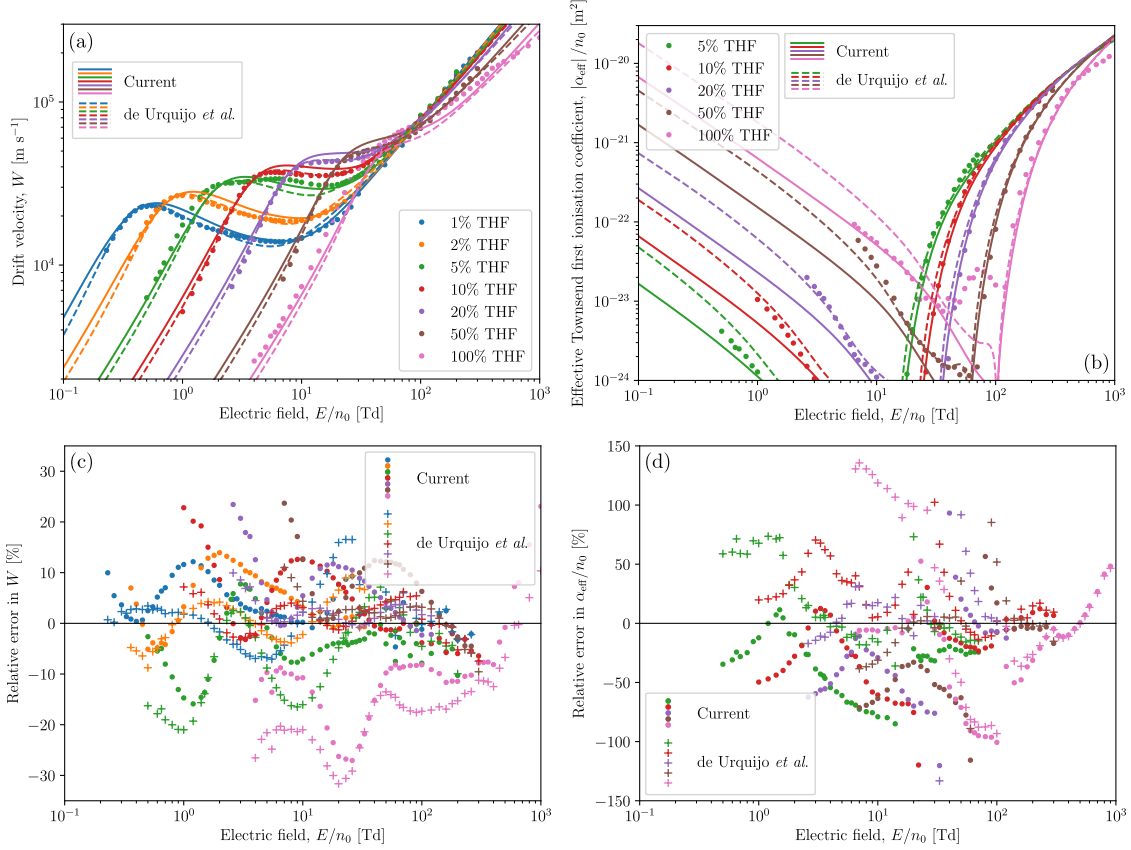 (a)
Current
de Urquijo et al.
1% THF
2% THF
5% THF
10% THF
20% THF
50% THF
100% THF
10⁵
10⁴
Drift velocity, W [m s⁻¹]
10⁻¹ 10⁰ 10¹ 10² 10³
Electric field, E/n₀ [Td]
5% THF
10% THF
20% THF
50% THF
100% THF
Current
de Urquijo et al.
(b)
10⁻²⁰
10⁻²¹
10⁻²²
10⁻²³
10⁻²⁴
Effective Townsend first ionisation coefficient, |α_eff|/n₀ [m²]
10⁻¹ 10⁰ 10¹ 10² 10³
Electric field, E/n₀ [Td]
(c)
Current
de Urquijo et al.
30
20
10
0
−10
−20
−30
Relative error in W [%]
10⁻¹ 10⁰ 10¹ 10² 10³
Electric field, E/n₀ [Td]
(d)
Current
de Urquijo et al.
150
100
50
0
−50
−100
−150
Relative error in α_eff/n₀ [%]
10⁻¹ 10⁰ 10¹ 10² 10³
Electric field, E/n₀ [Td]